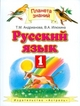 Планета знаний
Т.М. Андрианова, В.А. Илюхина
Русский язык
1